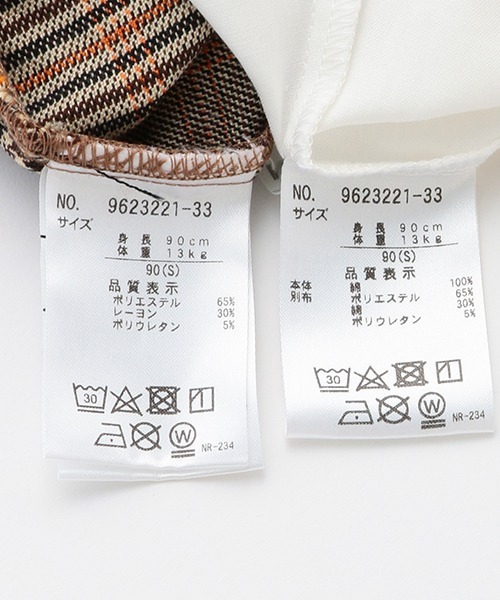 NO. 9623221-33
サイズ
身長 90cm
体重 13kg
90(S)
品質表示
ポリエステル 65%
レーヨン 30%
ポリウレタン 5%
30
W
NR-234
NO. 9623221-33
サイズ
身長 90cm
体重 13kg
90(S)
品質表示
本体 綿 100%
別布 ポリエステル 65%
綿 30%
ポリウレタン 5%
30
W
NR-234